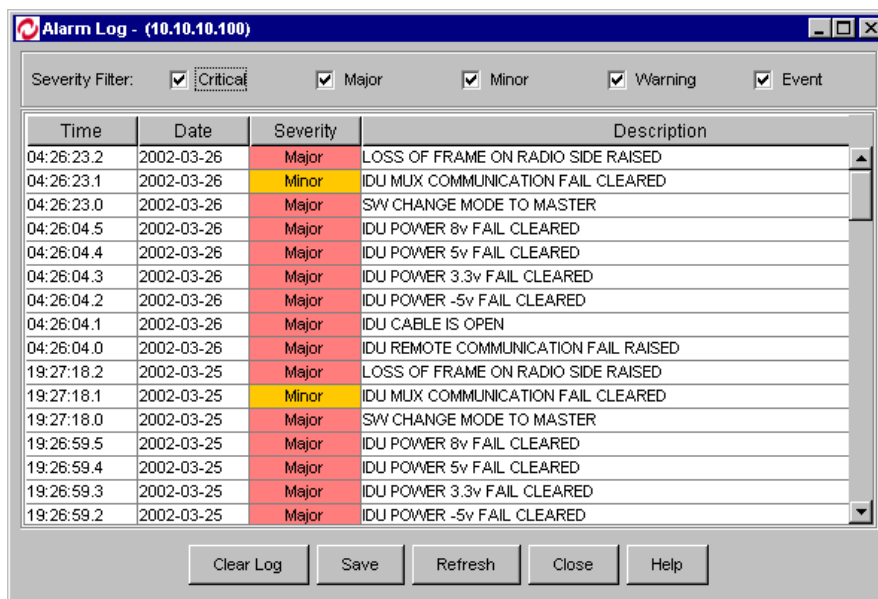 Alarm Log - (10.10.10.100)
Severity Filter: Critical Major Minor Warning Event
Time Date Severity Description
04:26:23.2 2002-03-26 Major LOSS OF FRAME ON RADIO SIDE RAISED
04:26:23.1 2002-03-26 Minor IDU MUX COMMUNICATION FAIL CLEARED
04:26:23.0 2002-03-26 Major SW CHANGE MODE TO MASTER
04:26:04.5 2002-03-26 Major IDU POWER 8v FAIL CLEARED
04:26:04.4 2002-03-26 Major IDU POWER 5v FAIL CLEARED
04:26:04.3 2002-03-26 Major IDU POWER 3.3v FAIL CLEARED
04:26:04.2 2002-03-26 Major IDU POWER -5v FAIL CLEARED
04:26:04.1 2002-03-26 Major IDU CABLE IS OPEN
04:26:04.0 2002-03-26 Major IDU REMOTE COMMUNICATION FAIL RAISED
19:27:18.2 2002-03-25 Major LOSS OF FRAME ON RADIO SIDE RAISED
19:27:18.1 2002-03-25 Minor IDU MUX COMMUNICATION FAIL CLEARED
19:27:18.0 2002-03-25 Major SW CHANGE MODE TO MASTER
19:26:59.5 2002-03-25 Major IDU POWER 8v FAIL CLEARED
19:26:59.4 2002-03-25 Major IDU POWER 5v FAIL CLEARED
19:26:59.3 2002-03-25 Major IDU POWER 3.3v FAIL CLEARED
19:26:59.2 2002-03-25 Major IDU POWER -5v FAIL CLEARED
Clear Log Save Refresh Close Help